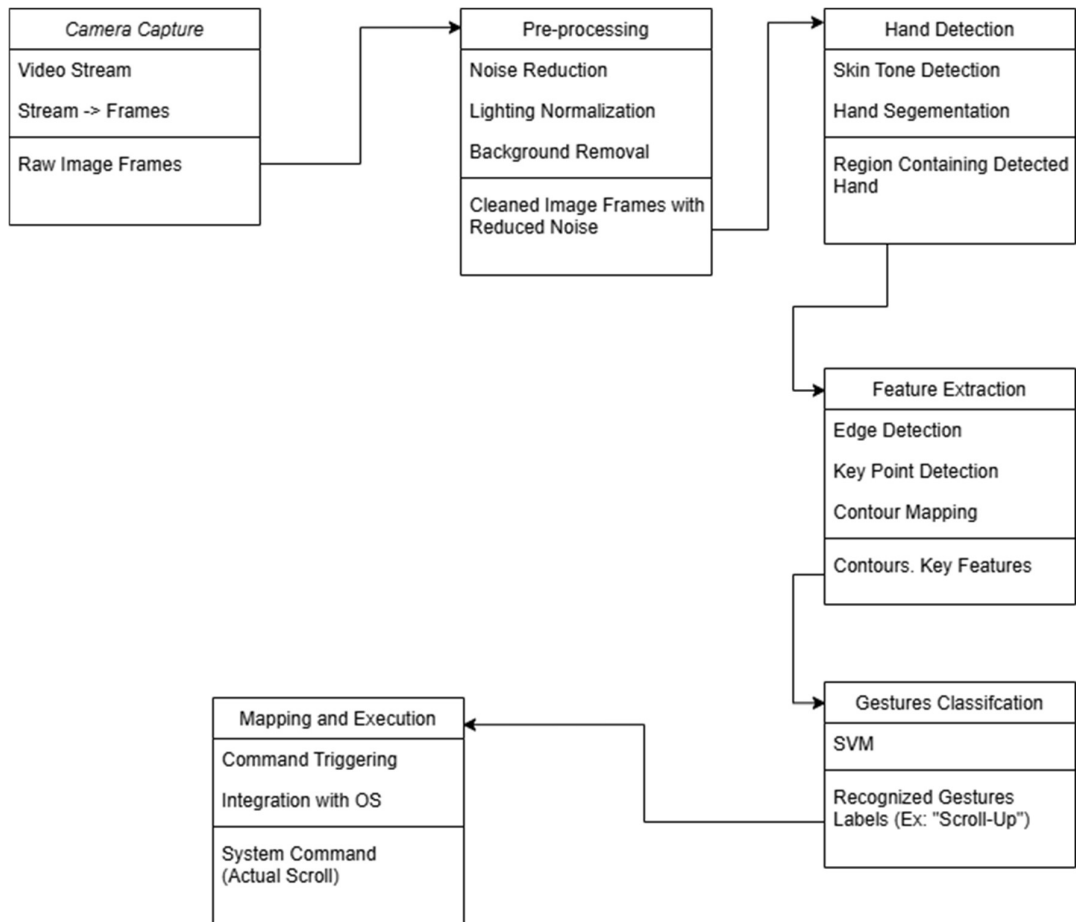 Camera Capture
Video Stream
Stream -> Frames
Raw Image Frames
Pre-processing
Noise Reduction
Lighting Normalization
Background Removal
Cleaned Image Frames with
Reduced Noise
Hand Detection
Skin Tone Detection
Hand Segementation
Region Containing Detected
Hand
Feature Extraction
Edge Detection
Key Point Detection
Contour Mapping
Contours. Key Features
Gestures Classifcation
SVM
Recognized Gestures
Labels (Ex: "Scroll-Up")
Mapping and Execution
Command Triggering
Integration with OS
System Command
(Actual Scroll)